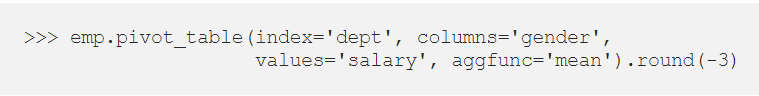 >>> emp.pivot_table(index='dept', columns='gender',
                    values='salary', aggfunc='mean').round(-3)